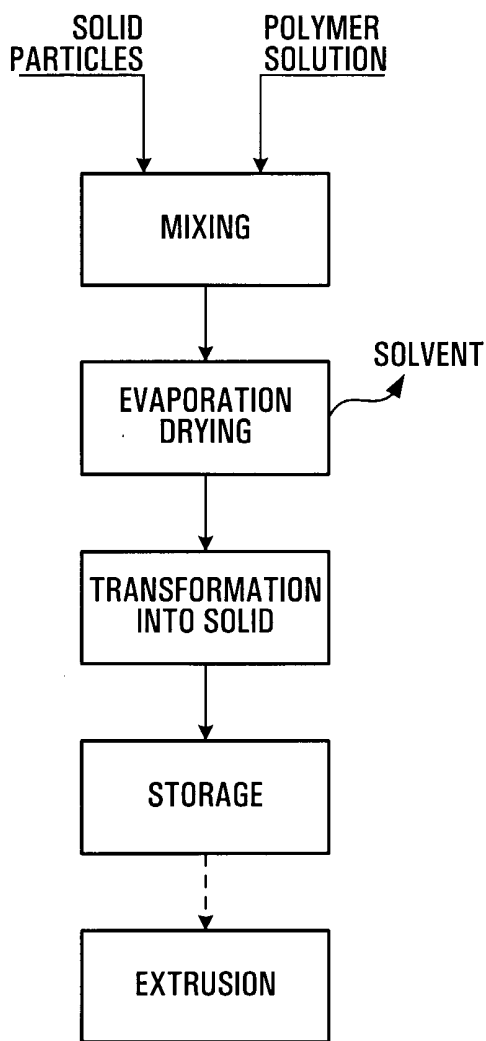 SOLID
PARTICLES
POLYMER
SOLUTION
MIXING
EVAPORATION
DRYING
SOLVENT
TRANSFORMATION
INTO SOLID
STORAGE
EXTRUSION